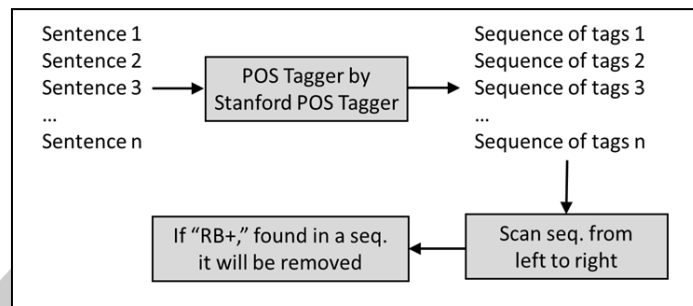 Sentence 1
Sentence 2
Sentence 3
...
Sentence n
POS Tagger by
Stanford POS Tagger
Sequence of tags 1
Sequence of tags 2
Sequence of tags 3
...
Sequence of tags n
Scan seq. from
left to right
If “RB+,” found in a seq.
it will be removed